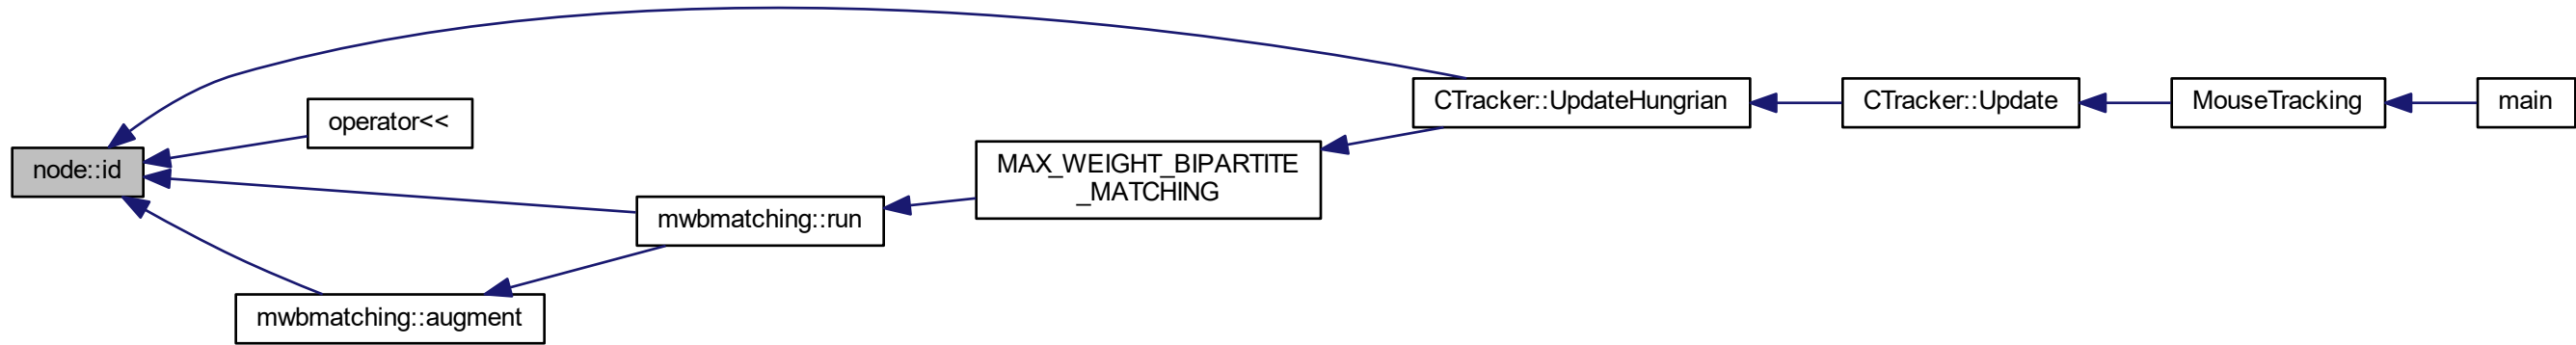 node::id
operator<<
mwbmatching::augment
mwbmatching::run
MAX_WEIGHT_BIPARTITE
_MATCHING
CTracker::UpdateHungrian
CTracker::Update
MouseTracking
main